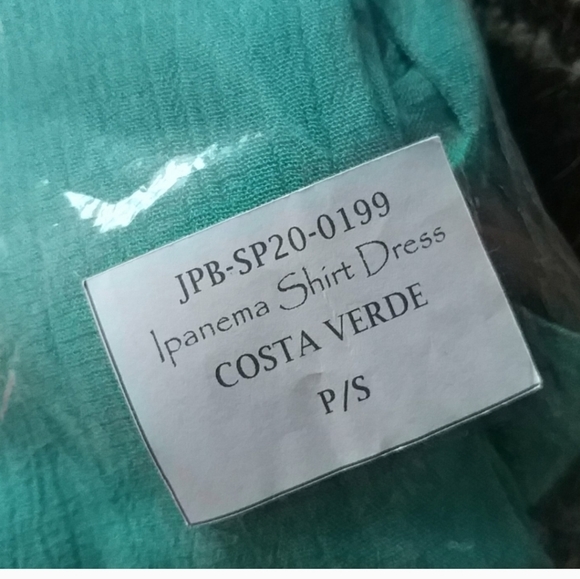 JPB-SP20-0199
Ipanema Shirt Dress
COSTA VERDE
P/S